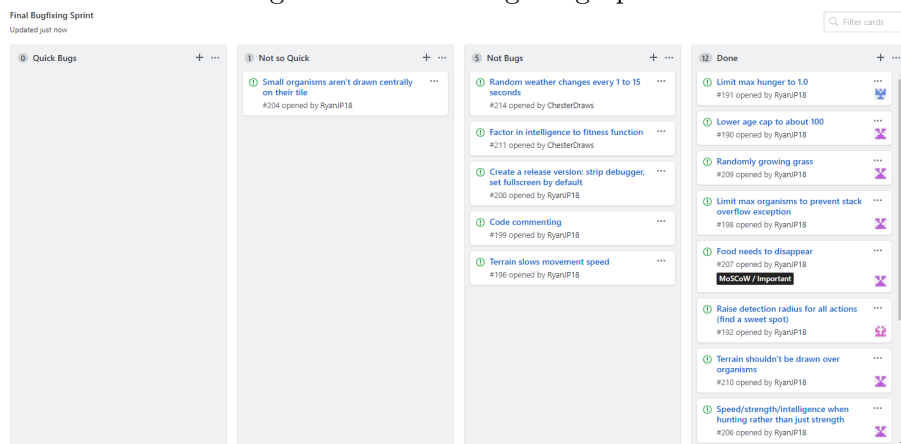 Final Bugfixing Sprint
Updated just now
Filter cards
0 Quick Bugs
1 Not so Quick
Small organisms aren't drawn centrally
on their tile
#204 opened by RyanJP18
5 Not Bugs
Random weather changes every 1 to 15
seconds
#214 opened by ChesterDraws
Factor in intelligence to fitness function
#211 opened by ChesterDraws
Create a release version: strip debugger,
set fullscreen by default
#200 opened by RyanJP18
Code commenting
#199 opened by RyanJP18
Terrain slows movement speed
#196 opened by RyanJP18
12 Done
Limit max hunger to 1.0
#191 opened by RyanJP18
Lower age cap to about 100
#190 opened by RyanJP18
Randomly growing grass
#209 opened by RyanJP18
Limit max organisms to prevent stack
overflow exception
#198 opened by RyanJP18
Food needs to disappear
#207 opened by RyanJP18
MoSCoW / Important
Raise detection radius for all actions
(find a sweet spot)
#192 opened by RyanJP18
Terrain shouldn't be drawn over
organisms
#210 opened by RyanJP18
Speed/strength/intelligence when
hunting rather than just strength
#206 opened by RyanJP18